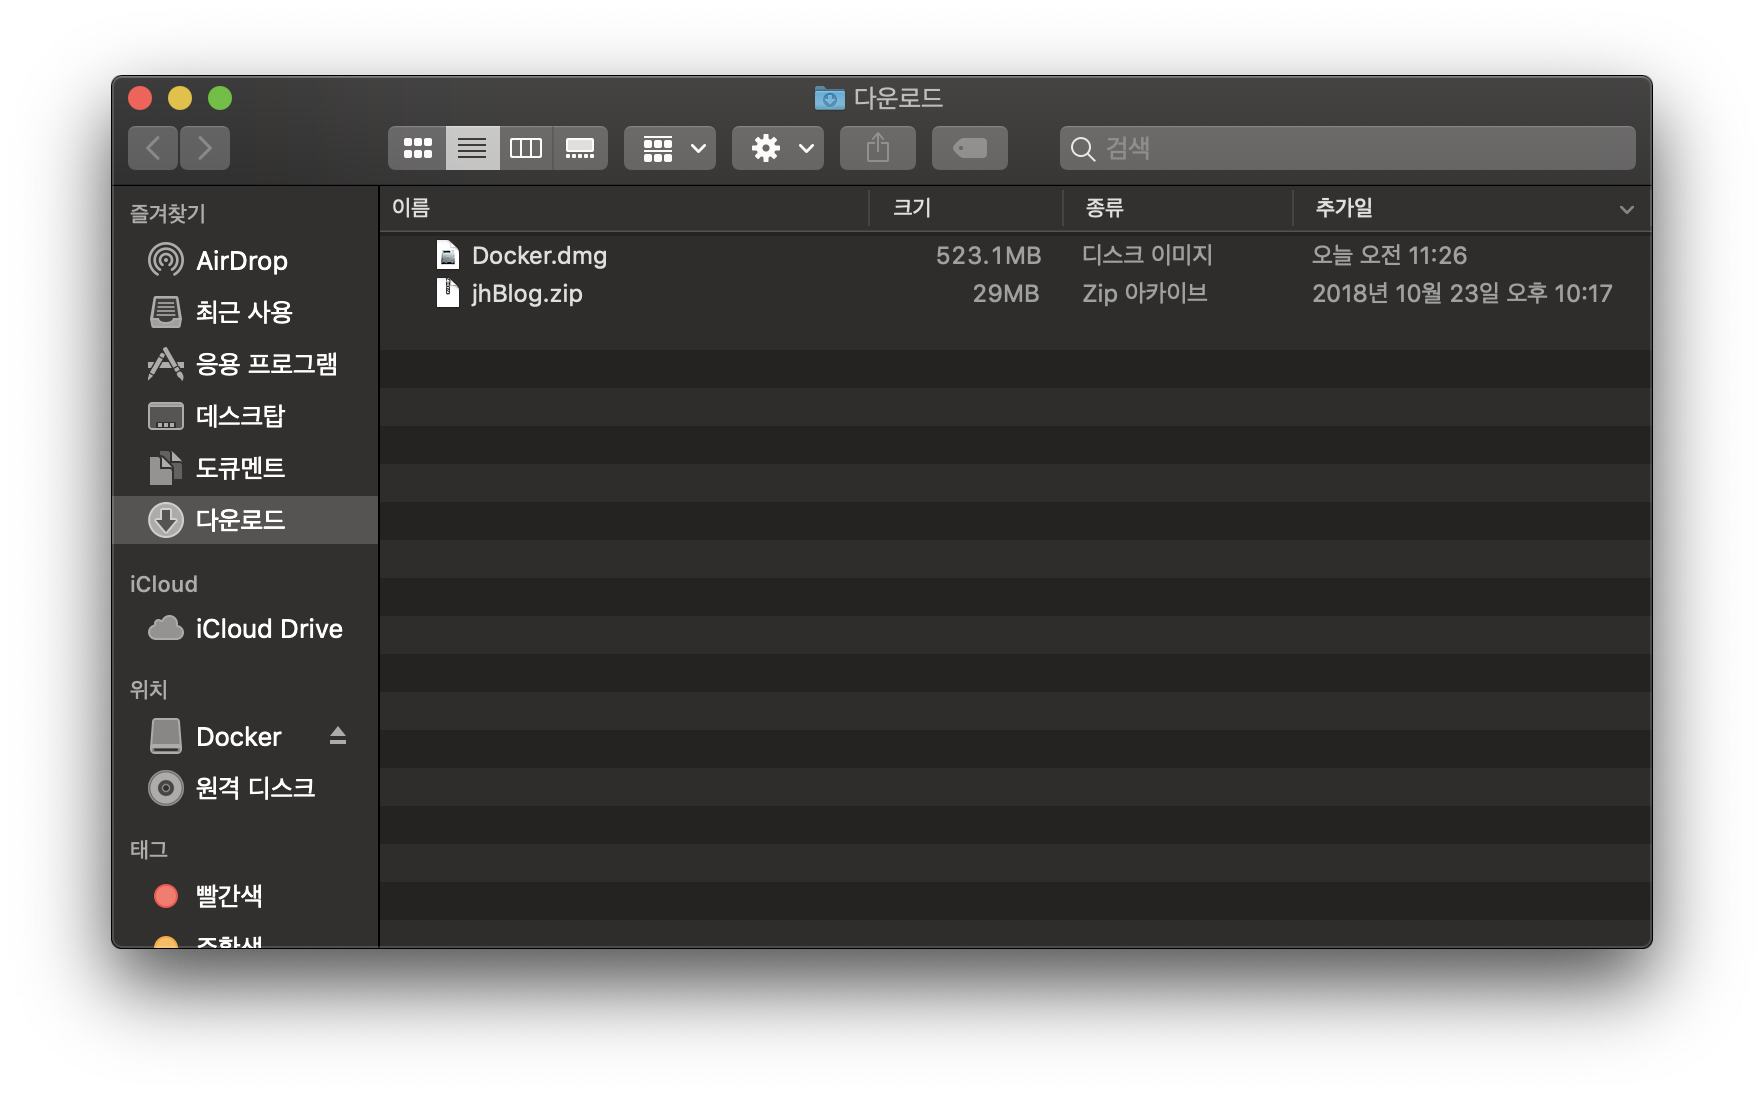 다운로드
검색
즐겨찾기
AirDrop
최근 사용
응용 프로그램
데스크탑
도큐멘트
다운로드
iCloud
iCloud Drive
위치
Docker
원격 디스크
태그
빨간색
주황색
이름 크기 종류 추가일
Docker.dmg 523.1MB 디스크 이미지 오늘 오전 11:26
jhBlog.zip 29MB Zip 아카이브 2018년 10월 23일 오후 10:17